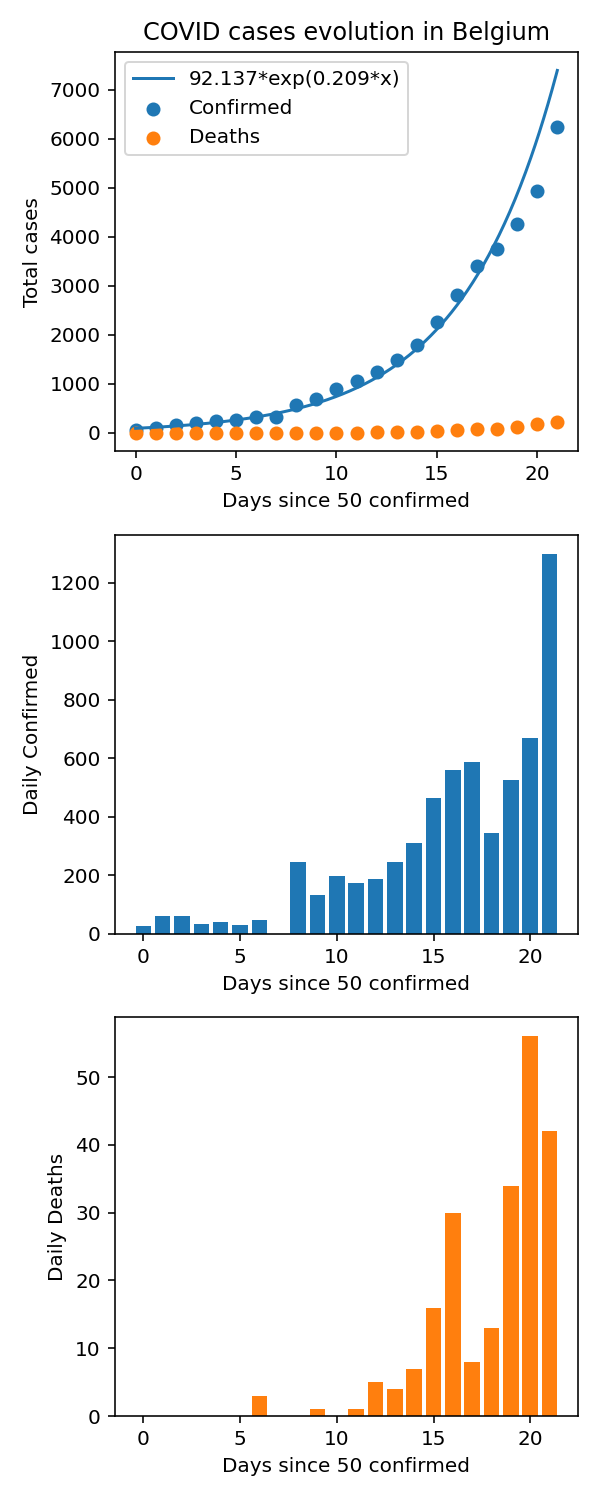 COVID cases evolution in Belgium
92.137*exp(0.209*x)
Confirmed
Deaths
7000
6000
5000
4000
3000
2000
1000
0
Total cases
0 5 10 15 20
Days since 50 confirmed
1200
1000
800
600
400
200
0
Daily Confirmed
0 5 10 15 20
Days since 50 confirmed
50
40
30
20
10
0
Daily Deaths
0 5 10 15 20
Days since 50 confirmed